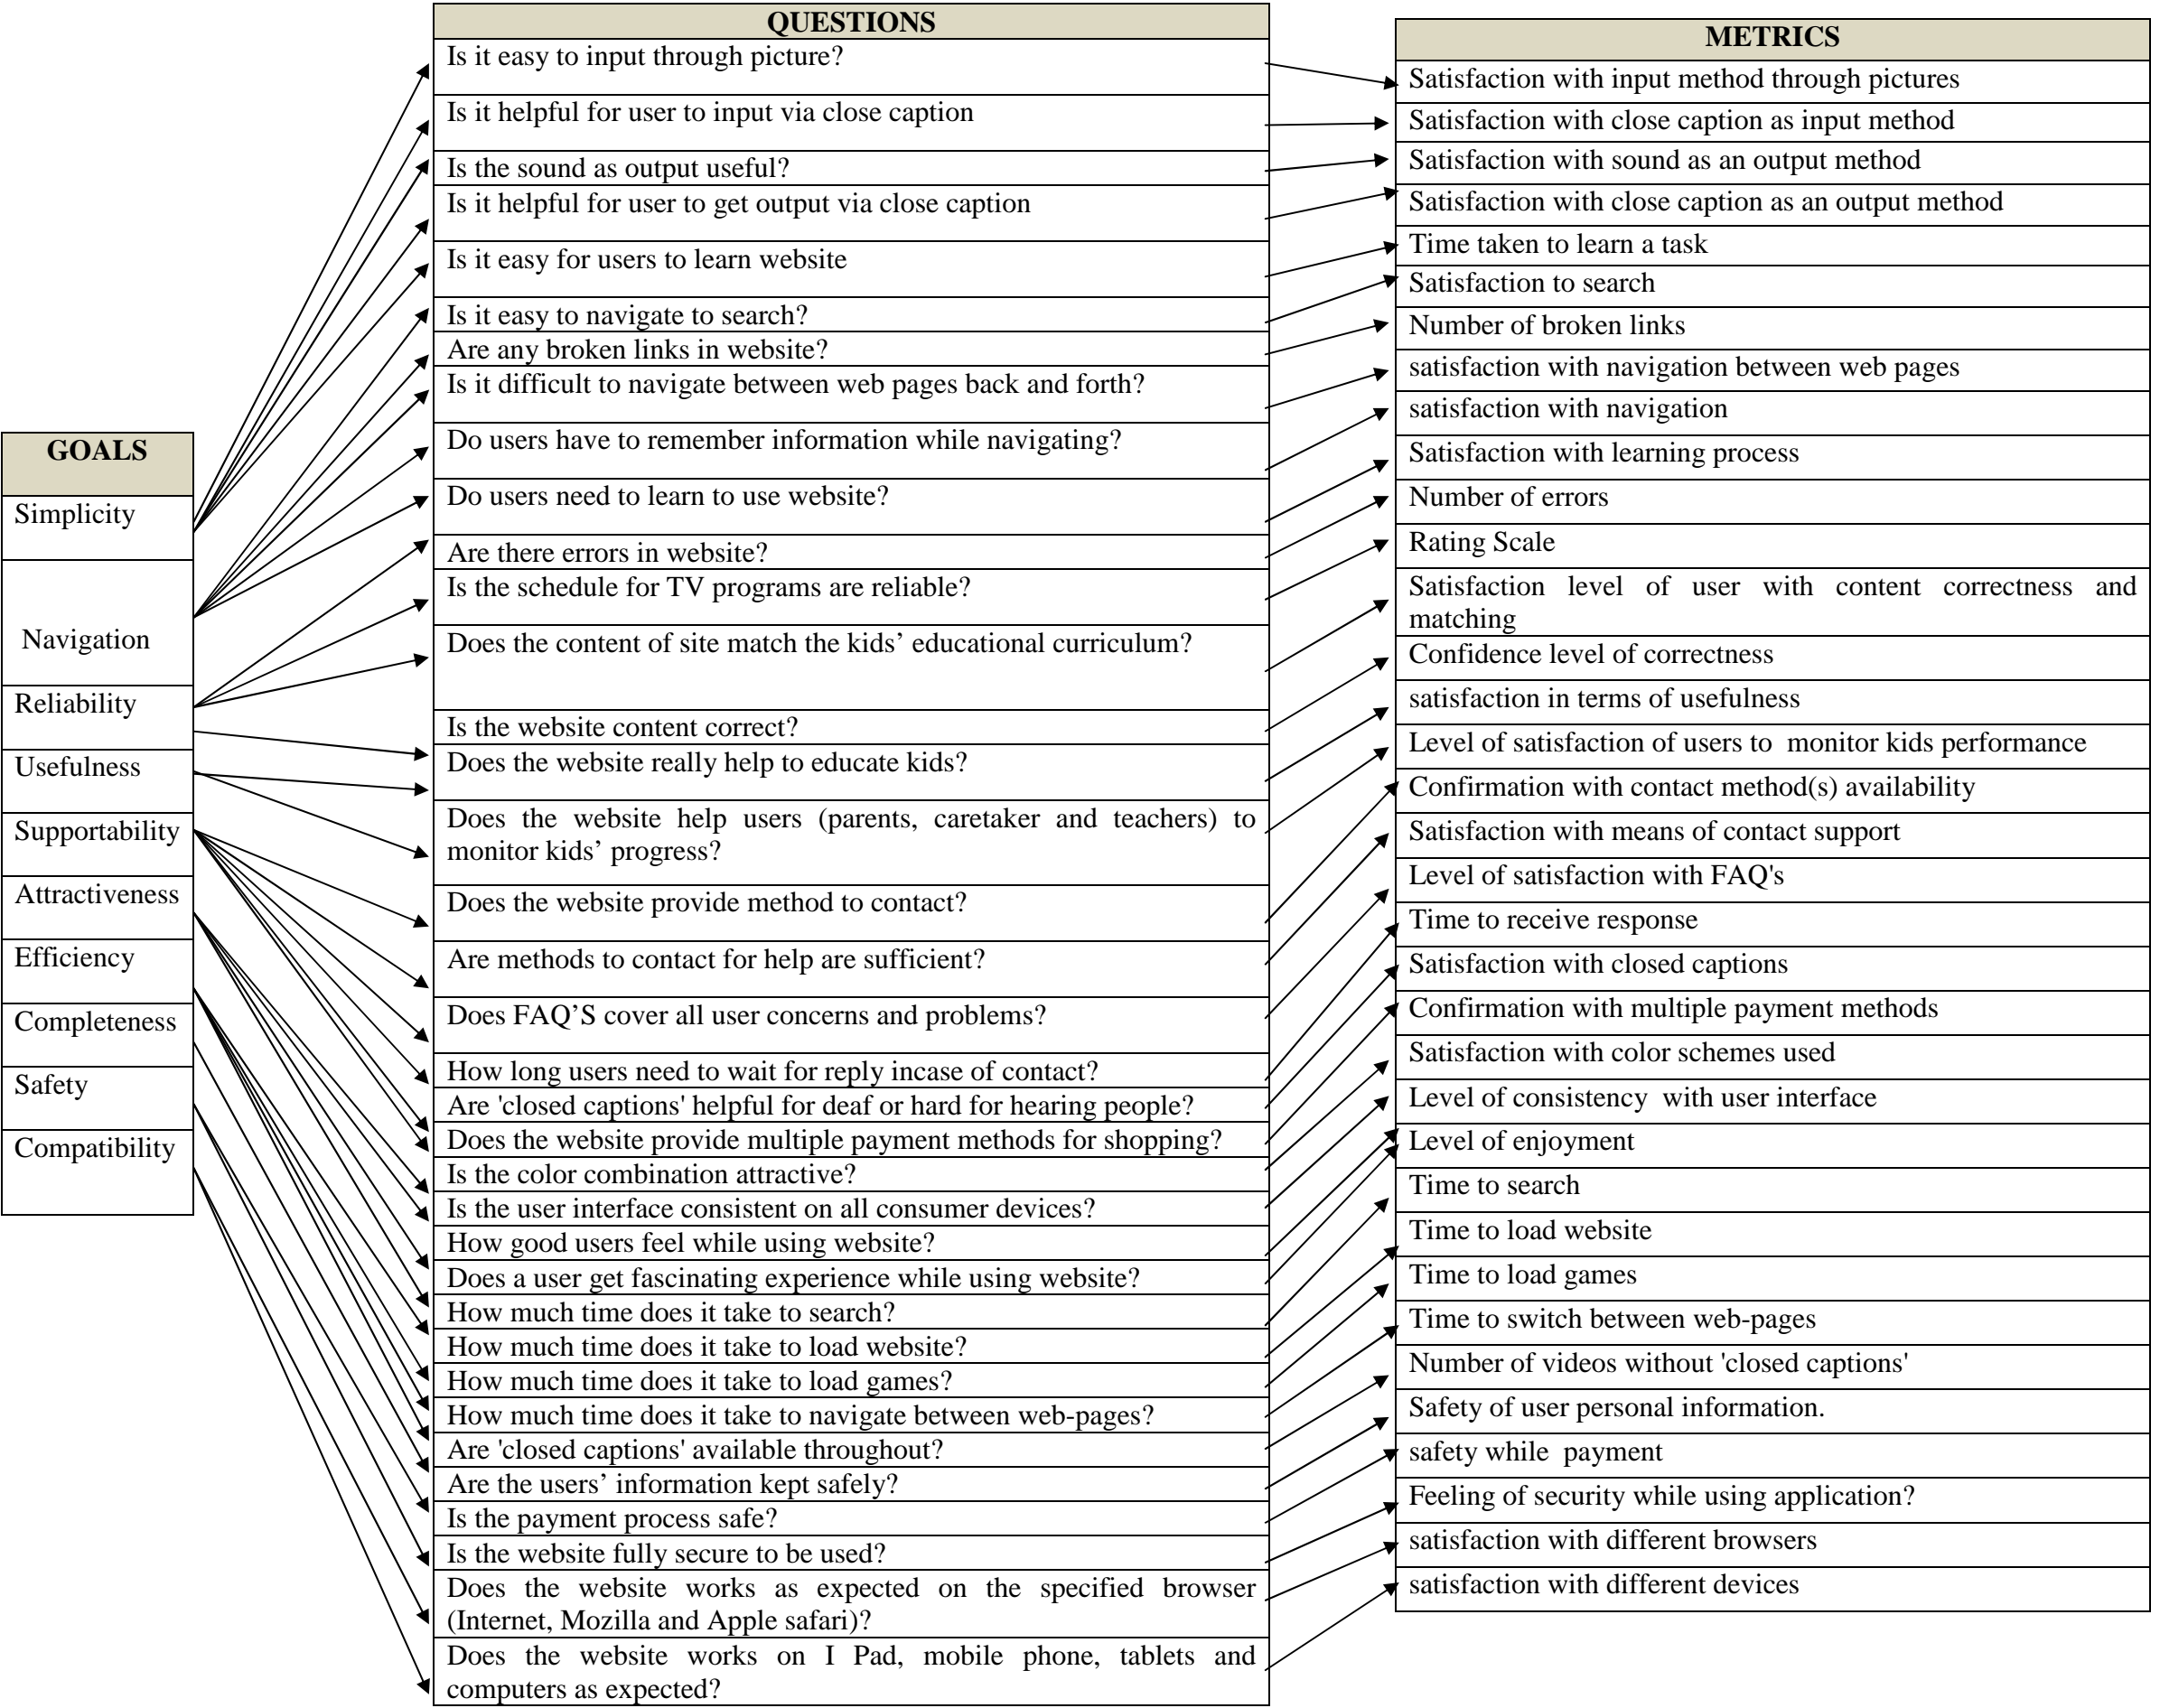 GOALS
Simplicity
Navigation
Reliability
Usefulness
Supportability
Attractiveness
Efficiency
Completeness
Safety
Compatibility
QUESTIONS
Is it easy to input through picture?
Is it helpful for user to input via close caption
Is the sound as output useful?
Is it helpful for user to get output via close caption
Is it easy for users to learn website
Is it easy to navigate to search?
Are any broken links in website?
Is it difficult to navigate between web pages back and forth?
Do users have to remember information while navigating?
Do users need to learn to use website?
Are there errors in website?
Is the schedule for TV programs are reliable?
Does the content of site match the kids’ educational curriculum?
Is the website content correct?
Does the website really help to educate kids?
Does the website help users (parents, caretaker and teachers) to
monitor kids’ progress?
Does the website provide method to contact?
Are methods to contact for help are sufficient?
Does FAQ’S cover all user concerns and problems?
How long users need to wait for reply incase of contact?
Are 'closed captions' helpful for deaf or hard for hearing people?
Does the website provide multiple payment methods for shopping?
Is the color combination attractive?
Is the user interface consistent on all consumer devices?
How good users feel while using website?
Does a user get fascinating experience while using website?
How much time does it take to search?
How much time does it take to load website?
How much time does it take to load games?
How much time does it take to navigate between web-pages?
Are 'closed captions' available throughout?
Are the users’ information kept safely?
Is the payment process safe?
Is the website fully secure to be used?
Does the website works as expected on the specified browser
(Internet, Mozilla and Apple safari)?
Does the website works on I Pad, mobile phone, tablets and
computers as expected?
METRICS
Satisfaction with input method through pictures
Satisfaction with close caption as input method
Satisfaction with sound as an output method
Satisfaction with close caption as an output method
Time taken to learn a task
Satisfaction to search
Number of broken links
satisfaction with navigation between web pages
satisfaction with navigation
Satisfaction with learning process
Number of errors
Rating Scale
Satisfaction level of user with content correctness and
matching
Confidence level of correctness
satisfaction in terms of usefulness
Level of satisfaction of users to monitor kids performance
Confirmation with contact method(s) availability
Satisfaction with means of contact support
Level of satisfaction with FAQ's
Time to receive response
Satisfaction with closed captions
Confirmation with multiple payment methods
Satisfaction with color schemes used
Level of consistency with user interface
Level of enjoyment
Time to search
Time to load website
Time to load games
Time to switch between web-pages
Number of videos without 'closed captions'
Safety of user personal information.
safety while payment
Feeling of security while using application?
satisfaction with different browsers
satisfaction with different devices